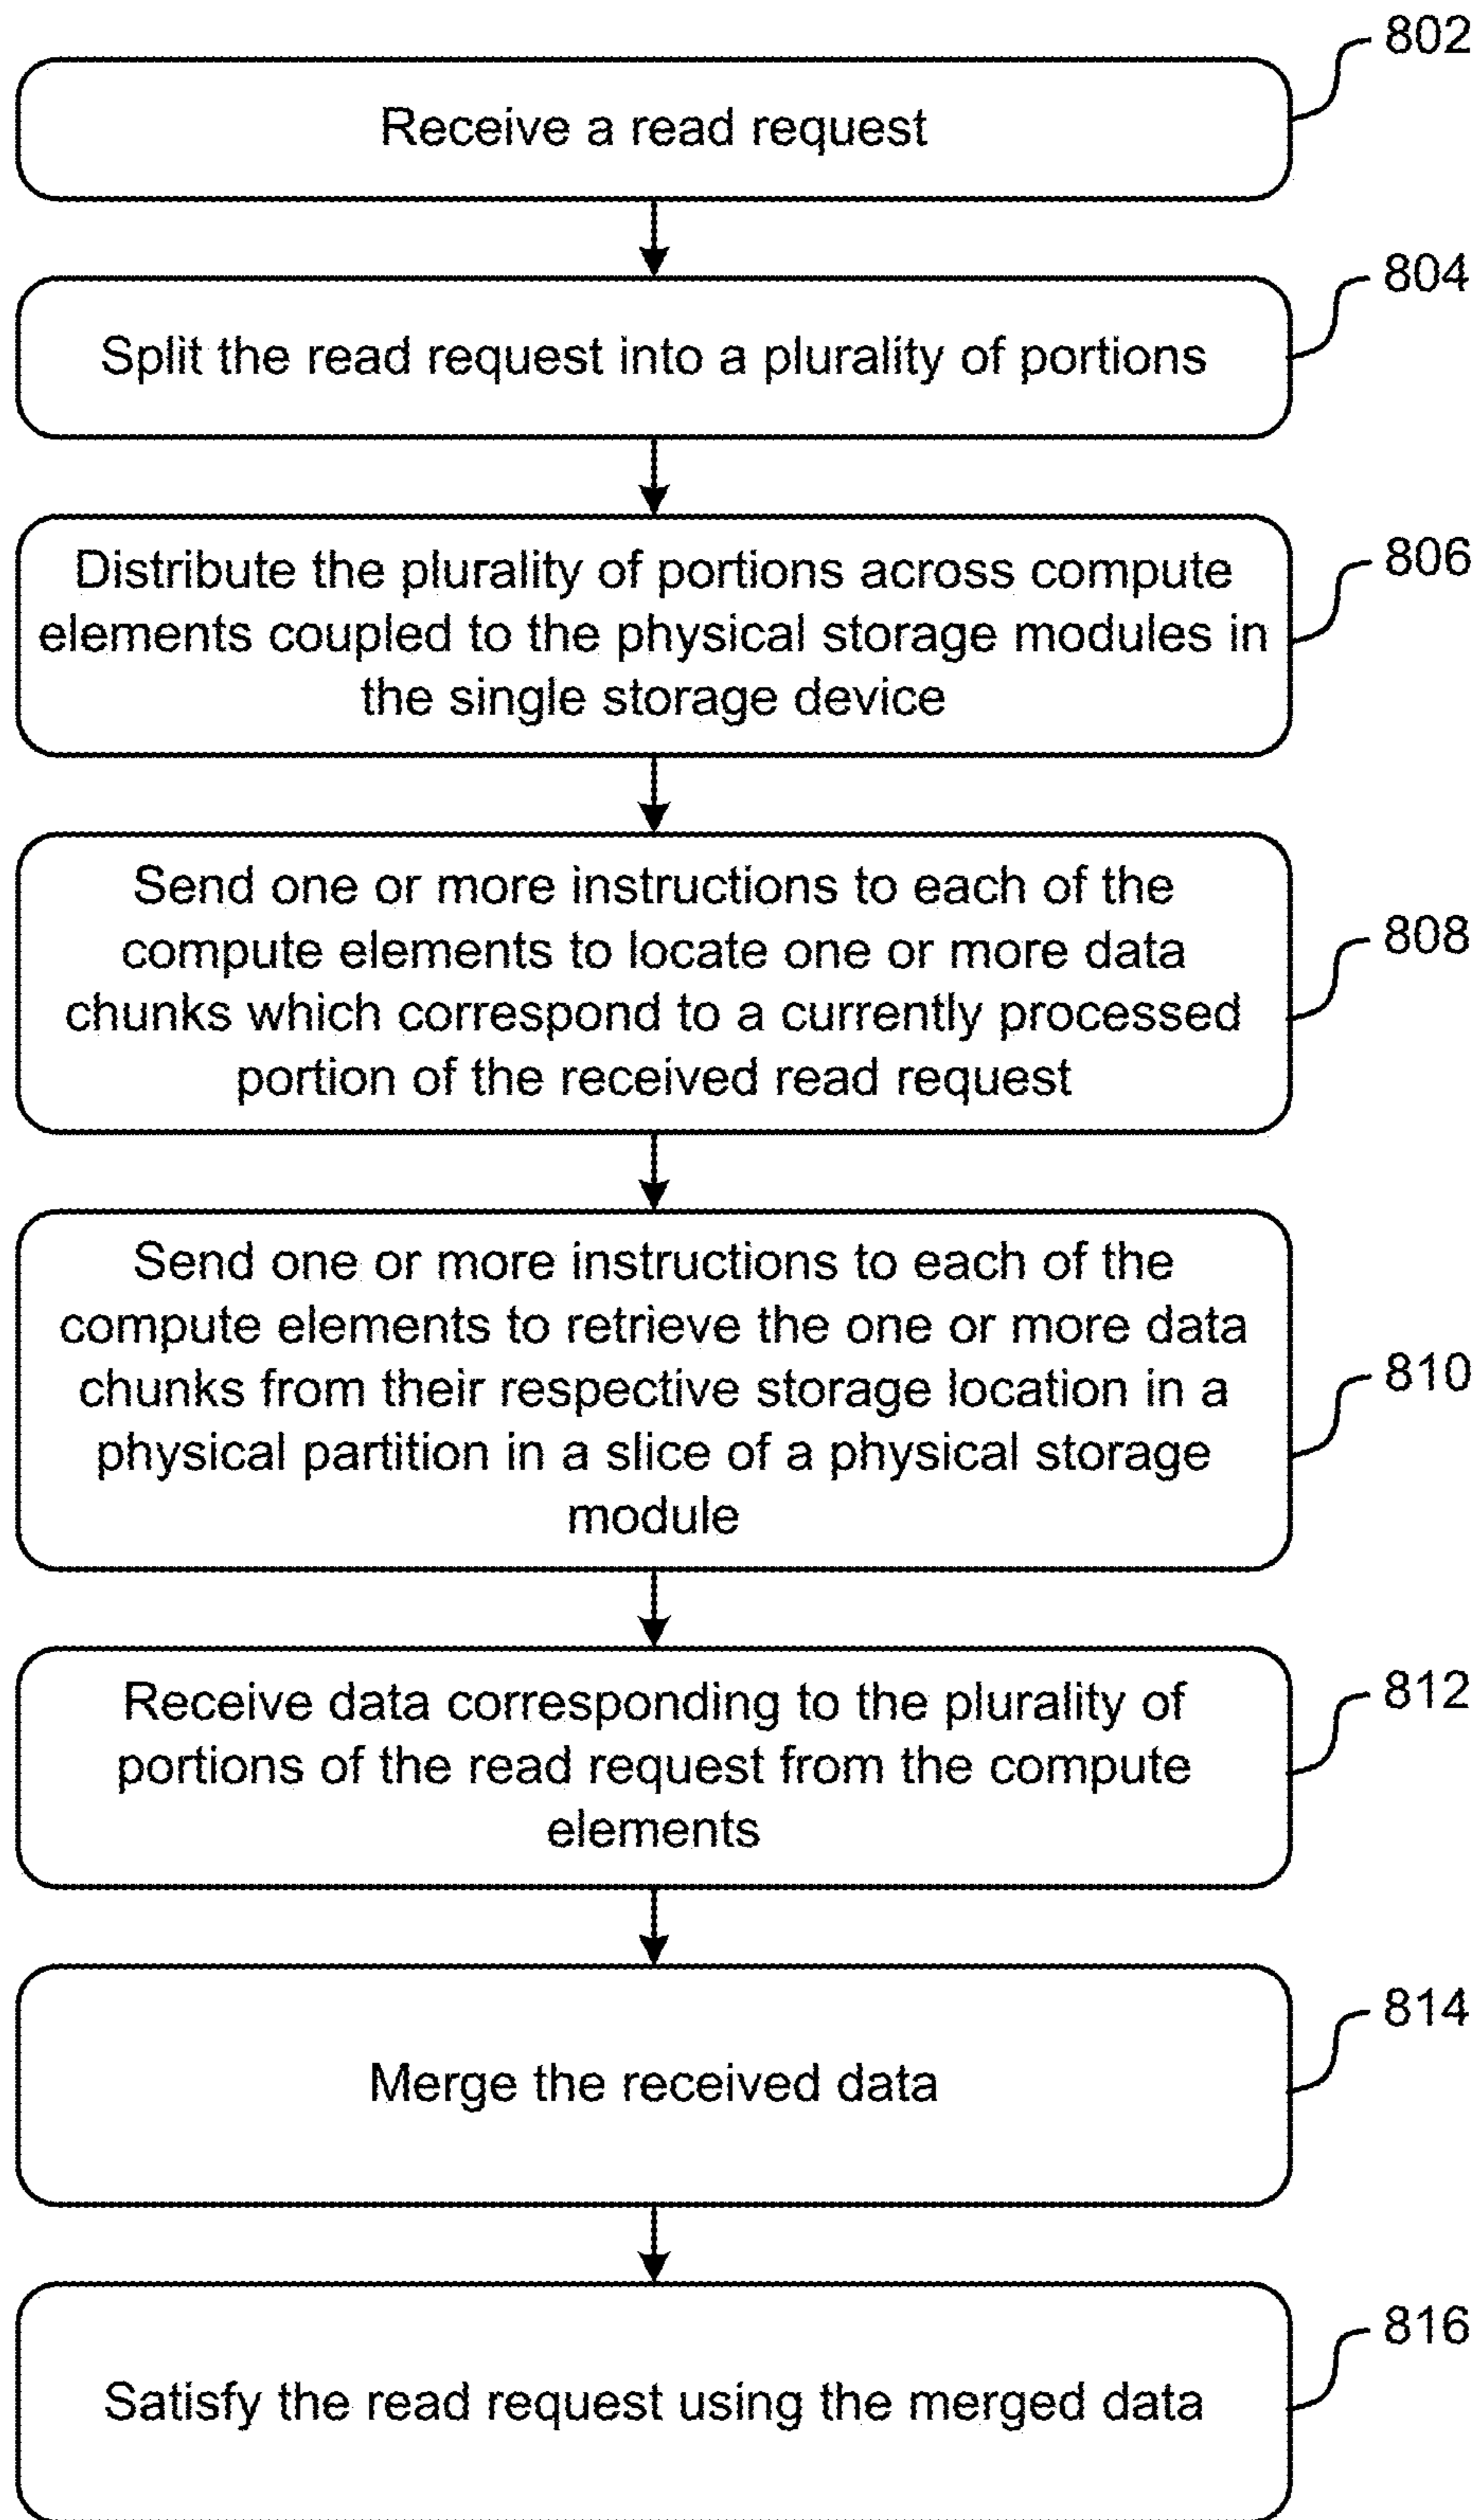 802
Receive a read request
804
Split the read request into a plurality of portions
806
Distribute the plurality of portions across compute
elements coupled to the physical storage modules in
the single storage device
808
Send one or more instructions to each of the
compute elements to locate one or more data
chunks which correspond to a currently processed
portion of the received read request
810
Send one or more instructions to each of the
compute elements to retrieve the one or more data
chunks from their respective storage location in a
physical partition in a slice of a physical storage
module
812
Receive data corresponding to the plurality of
portions of the read request from the compute
elements
814
Merge the received data
816
Satisfy the read request using the merged data